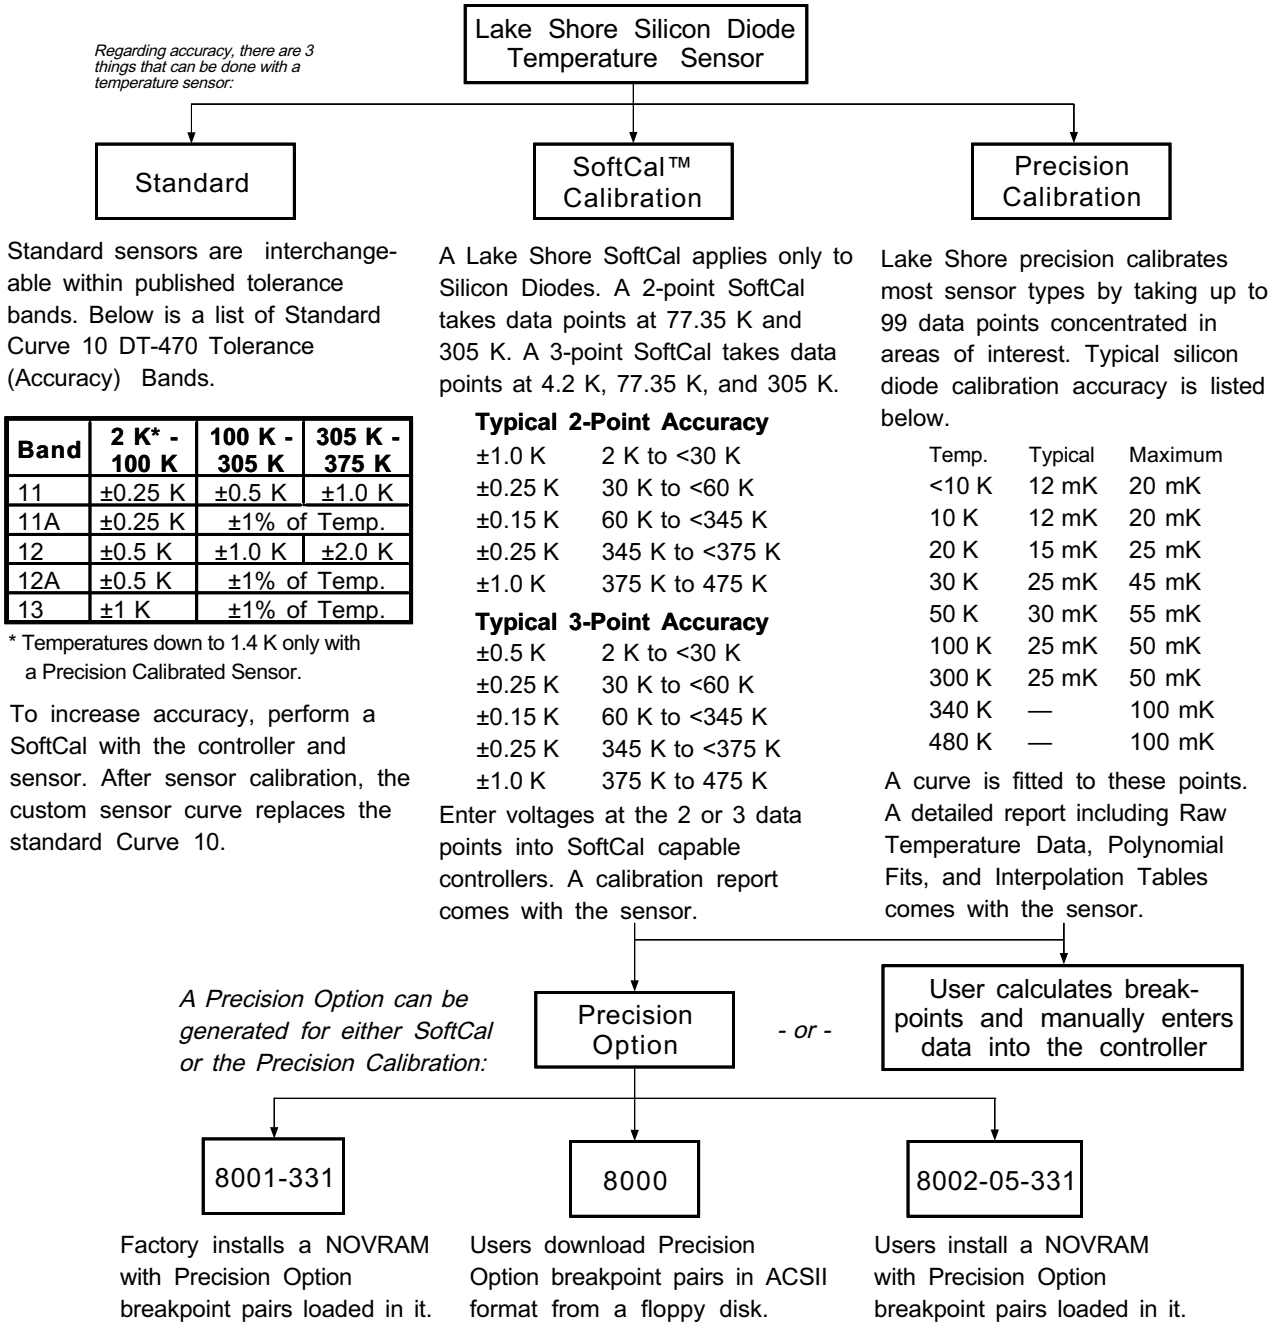 Lake Shore Silicon Diode
Temperature Sensor
Regarding accuracy, there are 3
things that can be done with a
temperature sensor:
Standard
SoftCal™
Calibration
Precision
Calibration
Standard sensors are interchange-
able within published tolerance
bands. Below is a list of Standard
Curve 10 DT-470 Tolerance
(Accuracy) Bands.
Band 2 K* - 100 K - 305 K -
100 K 305 K 375 K
11 ±0.25 K ±0.5 K ±1.0 K
11A ±0.25 K ±1% of Temp.
12 ±0.5 K ±1.0 K ±2.0 K
12A ±0.5 K ±1% of Temp.
13 ±1 K ±1% of Temp.
* Temperatures down to 1.4 K only with
a Precision Calibrated Sensor.
To increase accuracy, perform a
SoftCal with the controller and
sensor. After sensor calibration, the
custom sensor curve replaces the
standard Curve 10.
A Lake Shore SoftCal applies only to
Silicon Diodes. A 2-point SoftCal
takes data points at 77.35 K and
305 K. A 3-point SoftCal takes data
points at 4.2 K, 77.35 K, and 305 K.
Typical 2-Point Accuracy
±1.0 K 2 K to <30 K
±0.25 K 30 K to <60 K
±0.15 K 60 K to <345 K
±0.25 K 345 K to <375 K
±1.0 K 375 K to 475 K
Typical 3-Point Accuracy
±0.5 K 2 K to <30 K
±0.25 K 30 K to <60 K
±0.15 K 60 K to <345 K
±0.25 K 345 K to <375 K
±1.0 K 375 K to 475 K
Enter voltages at the 2 or 3 data
points into SoftCal capable
controllers. A calibration report
comes with the sensor.
Lake Shore precision calibrates
most sensor types by taking up to
99 data points concentrated in
areas of interest. Typical silicon
diode calibration accuracy is listed
below.
Temp. Typical Maximum
<10 K 12 mK 20 mK
10 K 12 mK 20 mK
20 K 15 mK 25 mK
30 K 25 mK 45 mK
50 K 30 mK 55 mK
100 K 25 mK 50 mK
300 K 25 mK 50 mK
340 K — 100 mK
480 K — 100 mK
A curve is fitted to these points.
A detailed report including Raw
Temperature Data, Polynomial
Fits, and Interpolation Tables
comes with the sensor.
A Precision Option can be
generated for either SoftCal
or the Precision Calibration:
Precision
Option
- or -
User calculates break-
points and manually enters
data into the controller
8001-331
8000
8002-05-331
Factory installs a NOVRAM
with Precision Option
breakpoint pairs loaded in it.
Users download Precision
Option breakpoint pairs in ACSII
format from a floppy disk.
Users install a NOVRAM
with Precision Option
breakpoint pairs loaded in it.